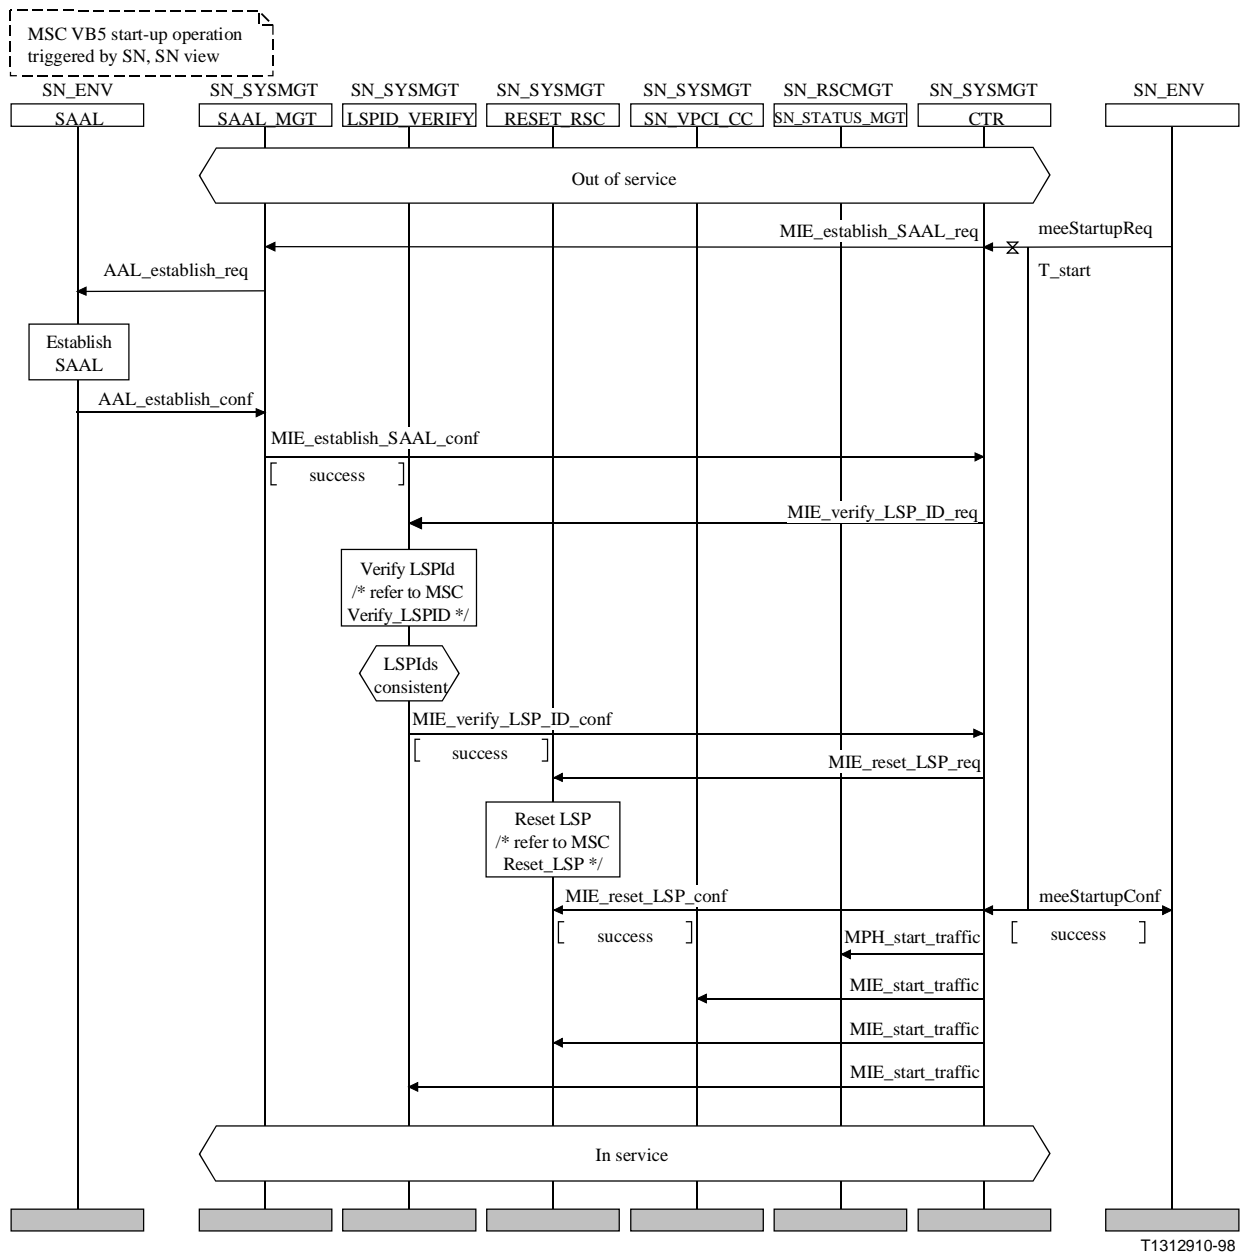 MSC VB5 start-up operation
triggered by SN, SN view
SN_ENV SN_SYSMGT SN_SYSMGT SN_SYSMGT SN_SYSMGT SN_RSCMGT SN_SYSMGT SN_ENV
SAAL SAAL_MGT LSPID_VERIFY RESET_RSC SN_VPCI_CC SN_STATUS_MGT CTR
Out of service
MIE_establish_SAAL_req meeStartupReq
AAL_establish_req T_start
Establish
SAAL
AAL_establish_conf
MIE_establish_SAAL_conf
[ success ]
MIE_verify_LSP_ID_req
Verify LSPId
/* refer to MSC
Verify_LSPID */
LSPIds
consistent
MIE_verify_LSP_ID_conf
[ success ]
MIE_reset_LSP_req
Reset LSP
/* refer to MSC
Reset_LSP */
MIE_reset_LSP_conf meeStartupConf
[ success ] [ success ]
MPH_start_traffic
MIE_start_traffic
MIE_start_traffic
MIE_start_traffic
In service
T1312910-98